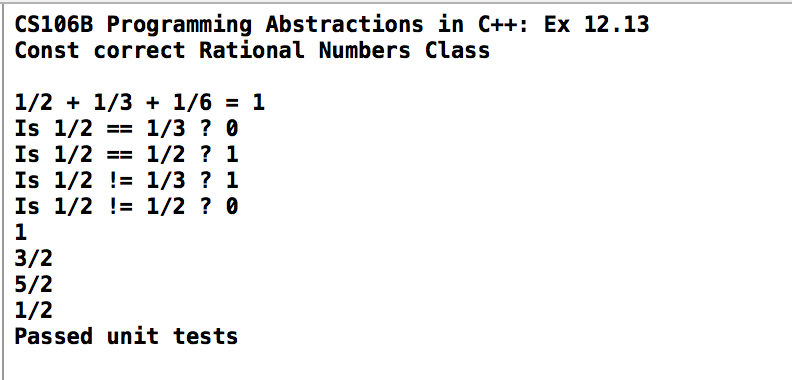 CS106B Programming Abstractions in C++: Ex 12.13
Const correct Rational Numbers Class
1/2 + 1/3 + 1/6 = 1
Is 1/2 == 1/3 ? 0
Is 1/2 == 1/2 ? 1
Is 1/2 != 1/3 ? 1
Is 1/2 != 1/2 ? 0
1
3/2
5/2
1/2
Passed unit tests